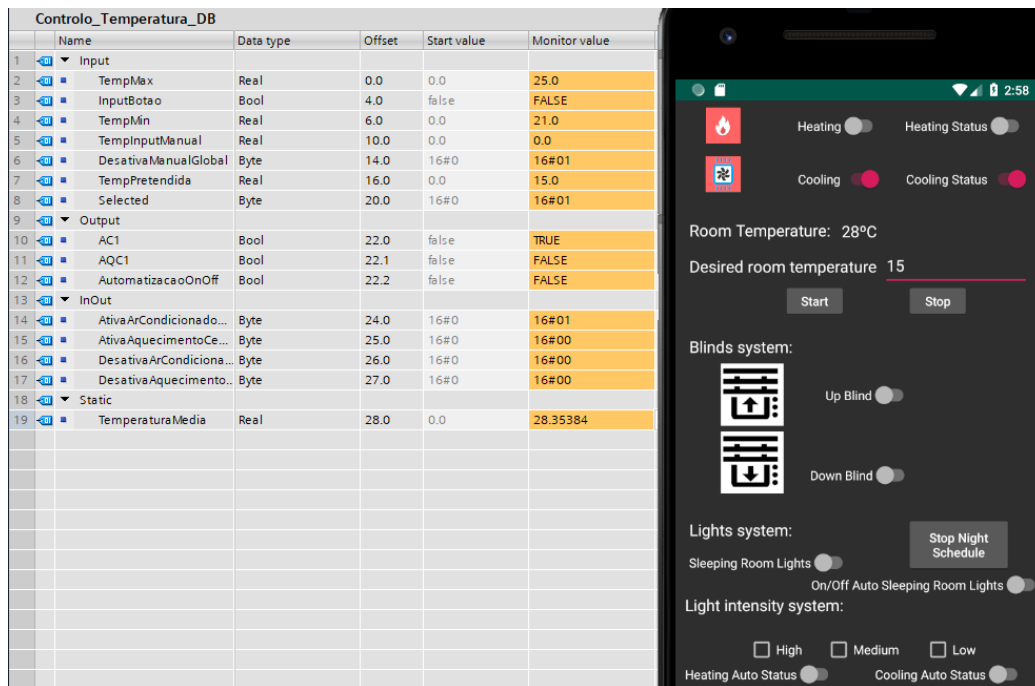 Controlo_Temperatura_DB
Name Data type Offset Start value Monitor value
1 Input
2 TempMax Real 0.0 0.0 25.0
3 InputBotao Bool 4.0 false FALSE
4 TempMin Real 6.0 0.0 21.0
5 TempInputManual Real 10.0 0.0 0.0
6 DesativaManualGlobal Byte 14.0 16#0 16#01
7 TempPretendida Real 16.0 0.0 15.0
8 Selected Byte 20.0 16#0 16#01
9 Output
10 AC1 Bool 22.0 false TRUE
11 AQC1 Bool 22.1 false FALSE
12 AutomatizacaoOnOff Bool 22.2 false FALSE
13 InOut
14 AtivaArCondicionado... Byte 24.0 16#0 16#01
15 AtivaAquecimentoCe... Byte 25.0 16#0 16#00
16 DesativaArCondiciona... Byte 26.0 16#0 16#00
17 DesativaAquecimento... Byte 27.0 16#0 16#00
18 Static
19 TemperaturaMedia Real 28.0 0.0 28.35384
2:58
Heating Heating Status
Cooling Cooling Status
Room Temperature: 28ºC
Desired room temperature 15
Start Stop
Blinds system:
Up Blind
Down Blind
Lights system:
Stop Night
Schedule
Sleeping Room Lights
On/Off Auto Sleeping Room Lights
Light intensity system:
High Medium Low
Heating Auto Status Cooling Auto Status